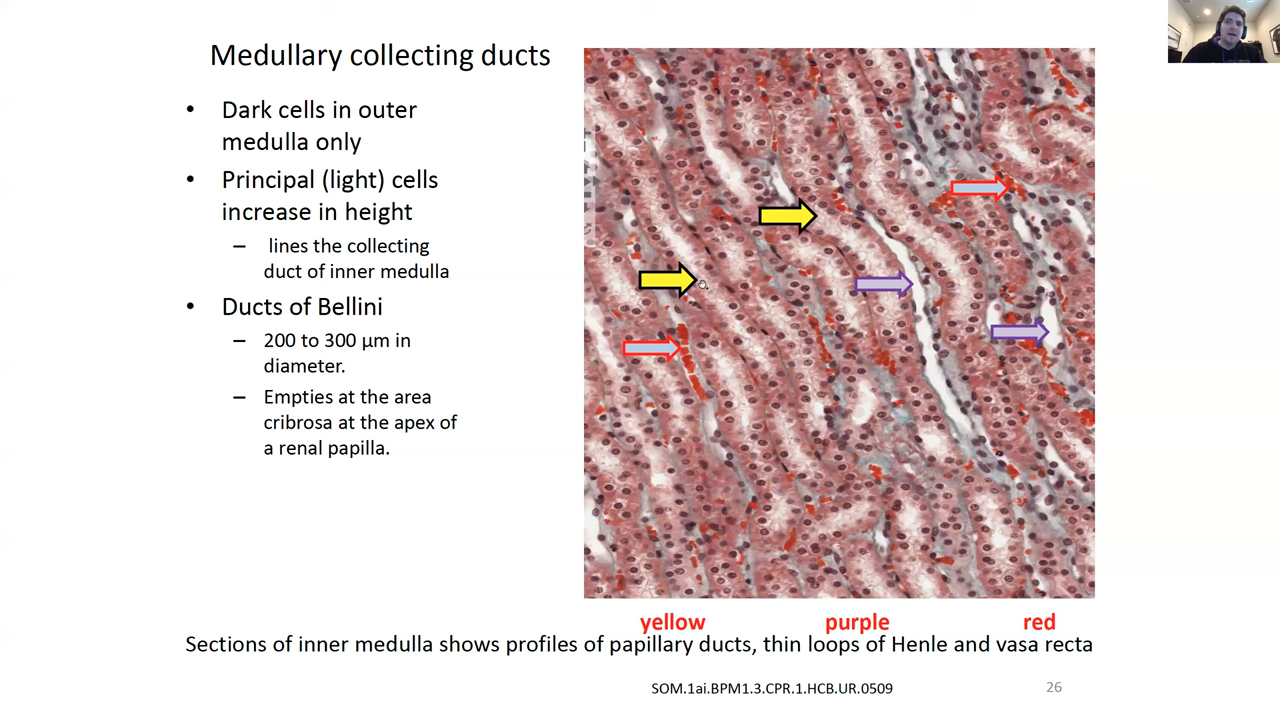 Medullary collecting ducts
• Dark cells in outer
medulla only
• Principal (light) cells
increase in height
– lines the collecting
duct of inner medulla
• Ducts of Bellini
– 200 to 300 μm in
diameter.
– Empties at the area
cribrosa at the apex of
a renal papilla.
yellow purple red
Sections of inner medulla shows profiles of papillary ducts, thin loops of Henle and vasa recta
SOM.1ai.BPM1.3.CPR.1.HCB.UR.0509
26